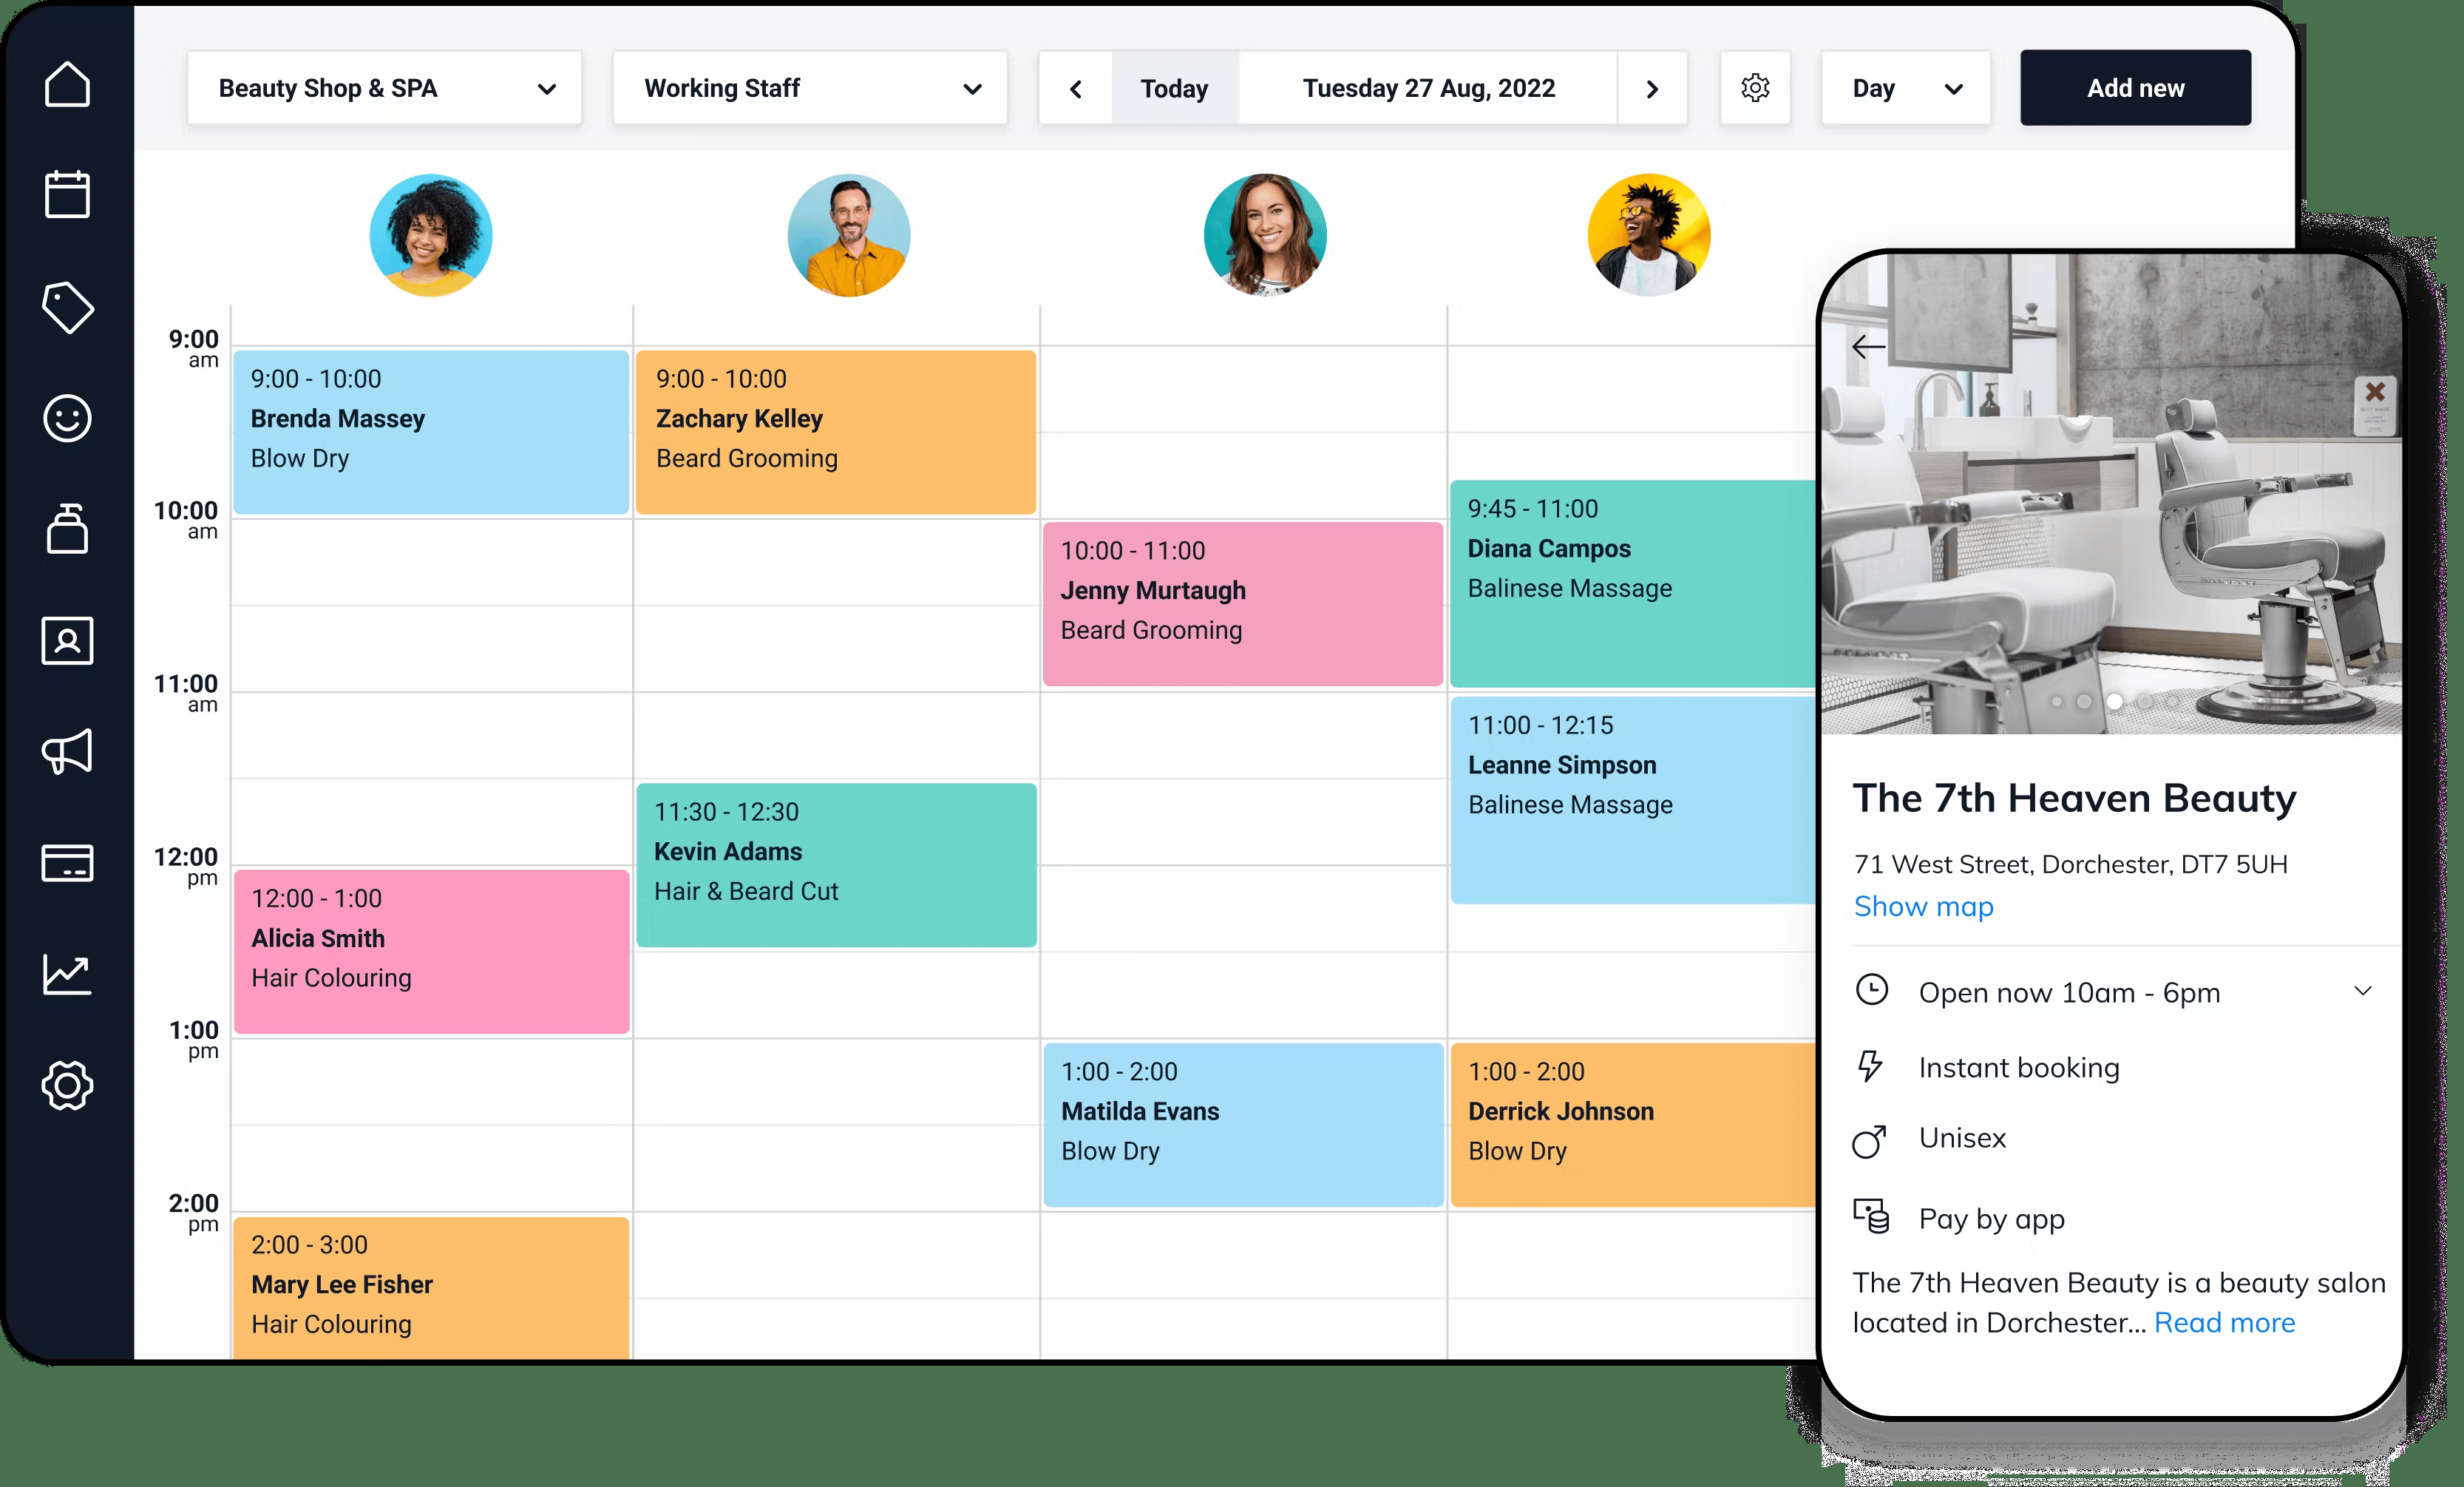 Beauty Shop & SPA
Working Staff
Today
Tuesday 27 Aug, 2022
Day
Add new
9:00
am
9:00 - 10:00
Brenda Massey
Blow Dry
9:00 - 10:00
Zachary Kelley
Beard Grooming
10:00
am
10:00 - 11:00
Jenny Murtaugh
Beard Grooming
9:45 - 11:00
Diana Campos
Balinese Massage
11:00
am
11:00 - 12:15
Leanne Simpson
Balinese Massage
11:30 - 12:30
Kevin Adams
Hair & Beard Cut
12:00
pm
12:00 - 1:00
Alicia Smith
Hair Colouring
1:00
pm
1:00 - 2:00
Matilda Evans
Blow Dry
1:00 - 2:00
Derrick Johnson
Blow Dry
2:00
pm
2:00 - 3:00
Mary Lee Fisher
Hair Colouring
The 7th Heaven Beauty
71 West Street, Dorchester, DT7 5UH
Show map
Open now 10am - 6pm
Instant booking
Unisex
Pay by app
The 7th Heaven Beauty is a beauty salon
located in Dorchester... Read more